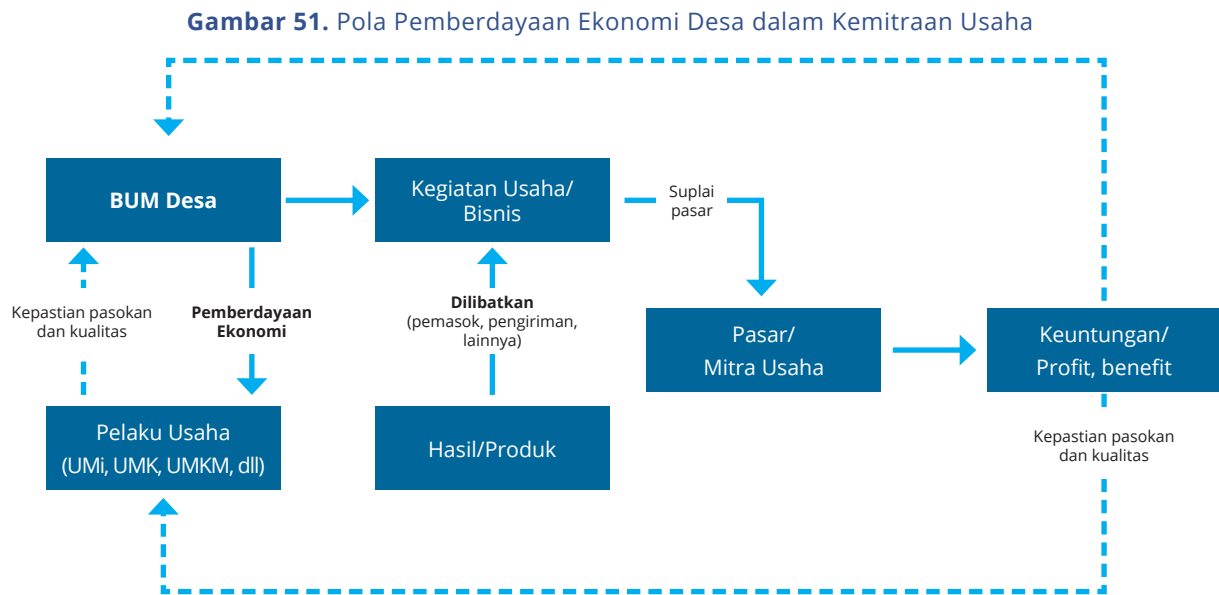 Gambar 51. Pola Pemberdayaan Ekonomi Desa dalam Kemitraan Usaha
BUM Desa
Kegiatan Usaha/
Bisnis
Suplai
pasar
Kepastian pasokan
dan kualitas
Pemberdayaan
Ekonomi
Dilibatkan
(pemasok, pengiriman,
lainnya)
Pasar/
Mitra Usaha
Keuntungan/
Profit, benefit
Pelaku Usaha
(UMi, UMK, UMKM, dll)
Hasil/Produk
Kepastian pasokan
dan kualitas